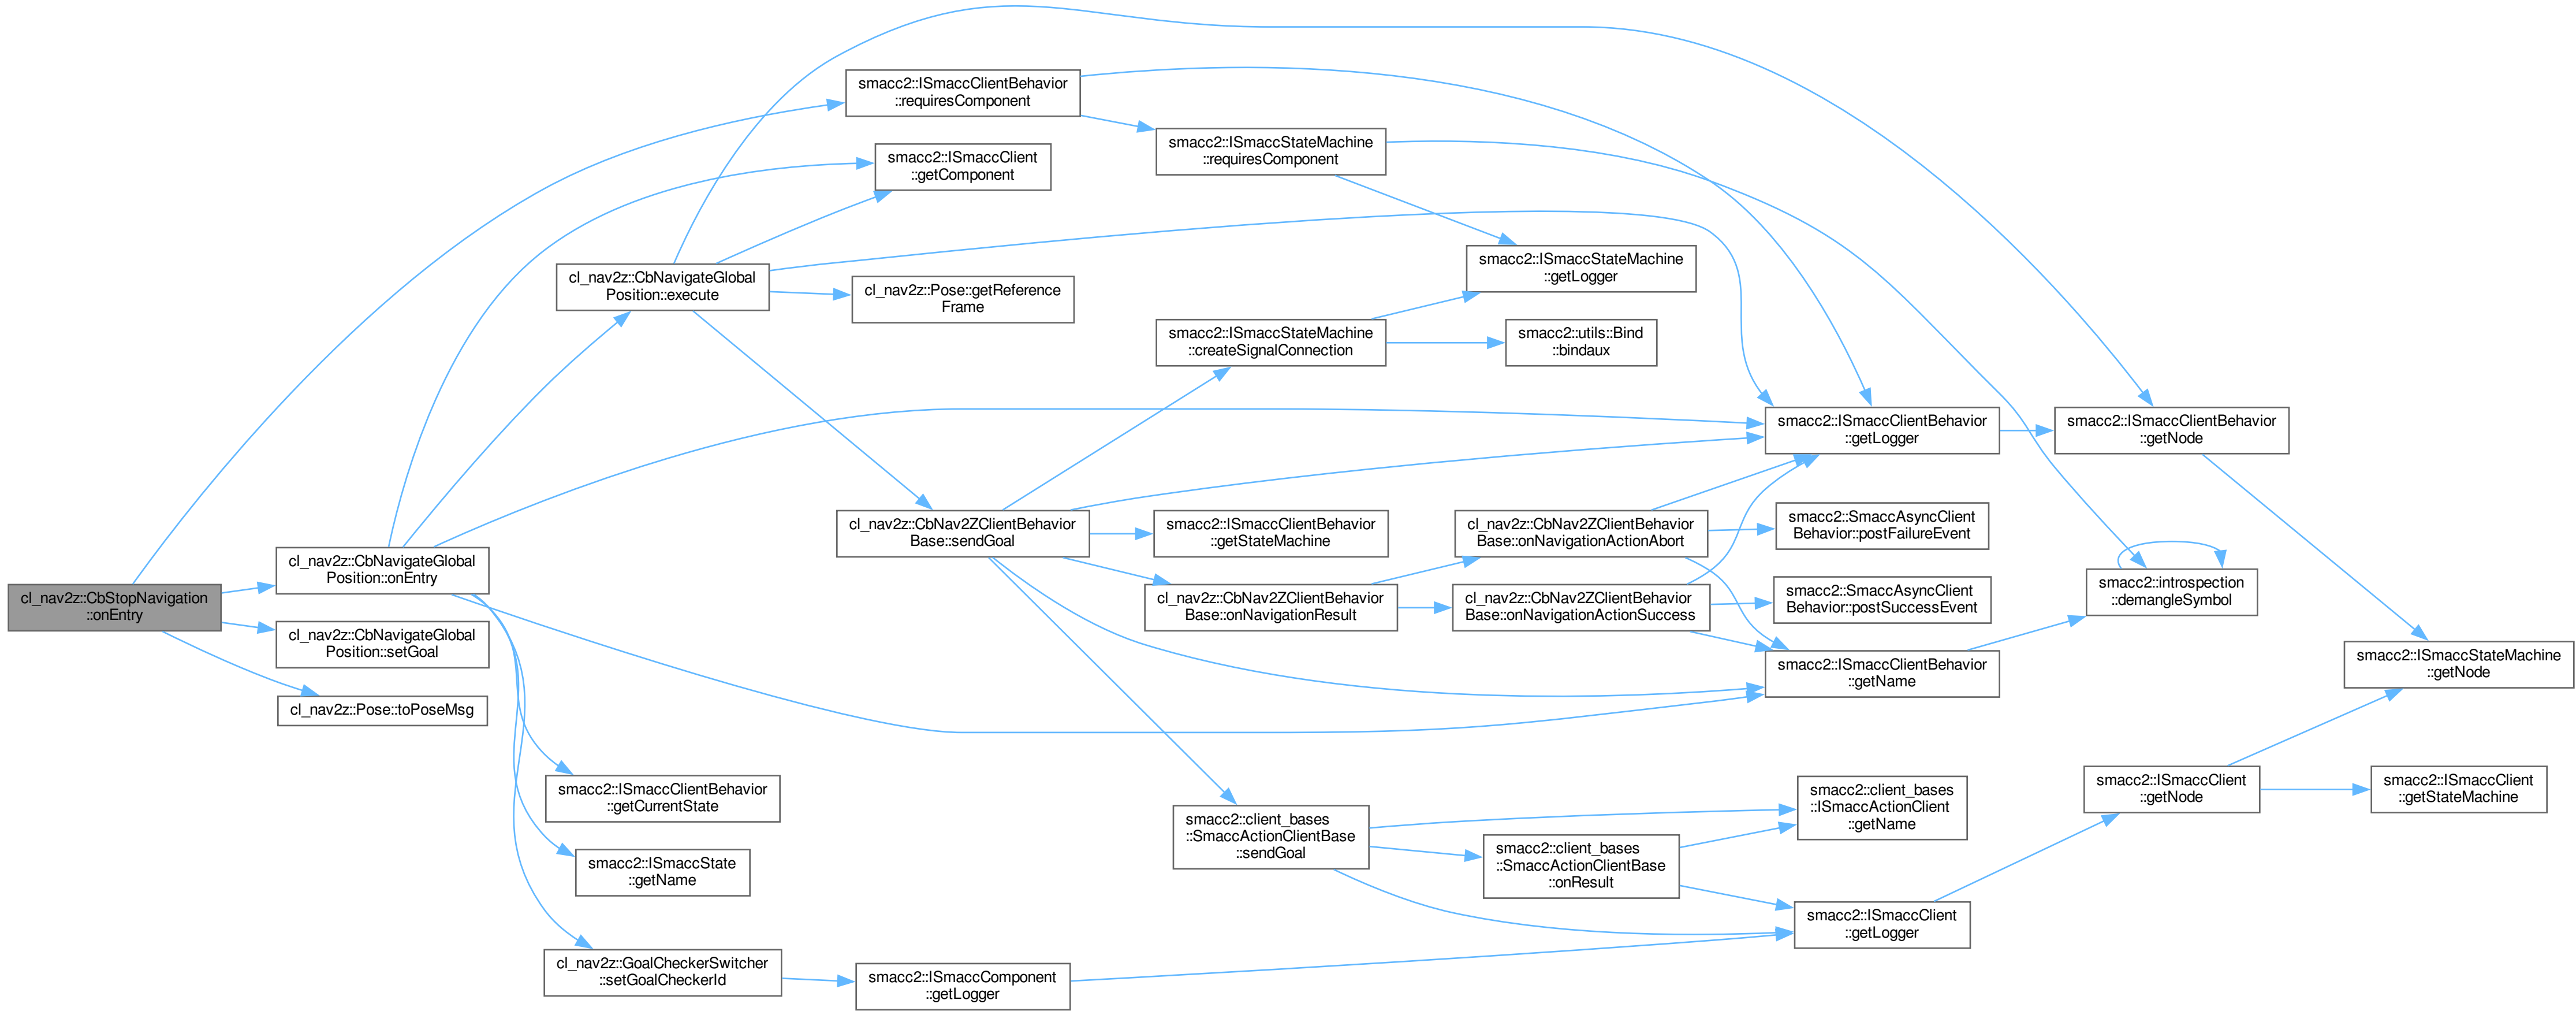 cl_nav2z::CbStopNavigation
::onEntry
cl_nav2z::CbNavigateGlobal
Position::onEntry
cl_nav2z::CbNavigateGlobal
Position::setGoal
cl_nav2z::Pose::toPoseMsg
cl_nav2z::CbNavigateGlobal
Position::execute
smacc2::ISmaccClientBehavior
::getCurrentState
smacc2::ISmaccState
::getName
cl_nav2z::GoalCheckerSwitcher
::setGoalCheckerId
smacc2::ISmaccClientBehavior
::requiresComponent
smacc2::ISmaccClient
::getComponent
cl_nav2z::Pose::getReference
Frame
cl_nav2z::CbNav2ZClientBehavior
Base::sendGoal
smacc2::ISmaccComponent
::getLogger
smacc2::ISmaccStateMachine
::requiresComponent
smacc2::ISmaccStateMachine
::createSignalConnection
smacc2::ISmaccClientBehavior
::getStateMachine
cl_nav2z::CbNav2ZClientBehavior
Base::onNavigationResult
smacc2::client_bases
::SmaccActionClientBase
::sendGoal
smacc2::ISmaccStateMachine
::getLogger
smacc2::utils::Bind
::bindaux
cl_nav2z::CbNav2ZClientBehavior
Base::onNavigationActionAbort
cl_nav2z::CbNav2ZClientBehavior
Base::onNavigationActionSuccess
smacc2::client_bases
::SmaccActionClientBase
::onResult
smacc2::ISmaccClientBehavior
::getLogger
smacc2::SmaccAsyncClient
Behavior::postFailureEvent
smacc2::SmaccAsyncClient
Behavior::postSuccessEvent
smacc2::ISmaccClientBehavior
::getName
smacc2::client_bases
::ISmaccActionClient
::getName
smacc2::ISmaccClient
::getLogger
smacc2::ISmaccClientBehavior
::getNode
smacc2::introspection
::demangleSymbol
smacc2::ISmaccClient
::getNode
smacc2::ISmaccStateMachine
::getNode
smacc2::ISmaccClient
::getStateMachine